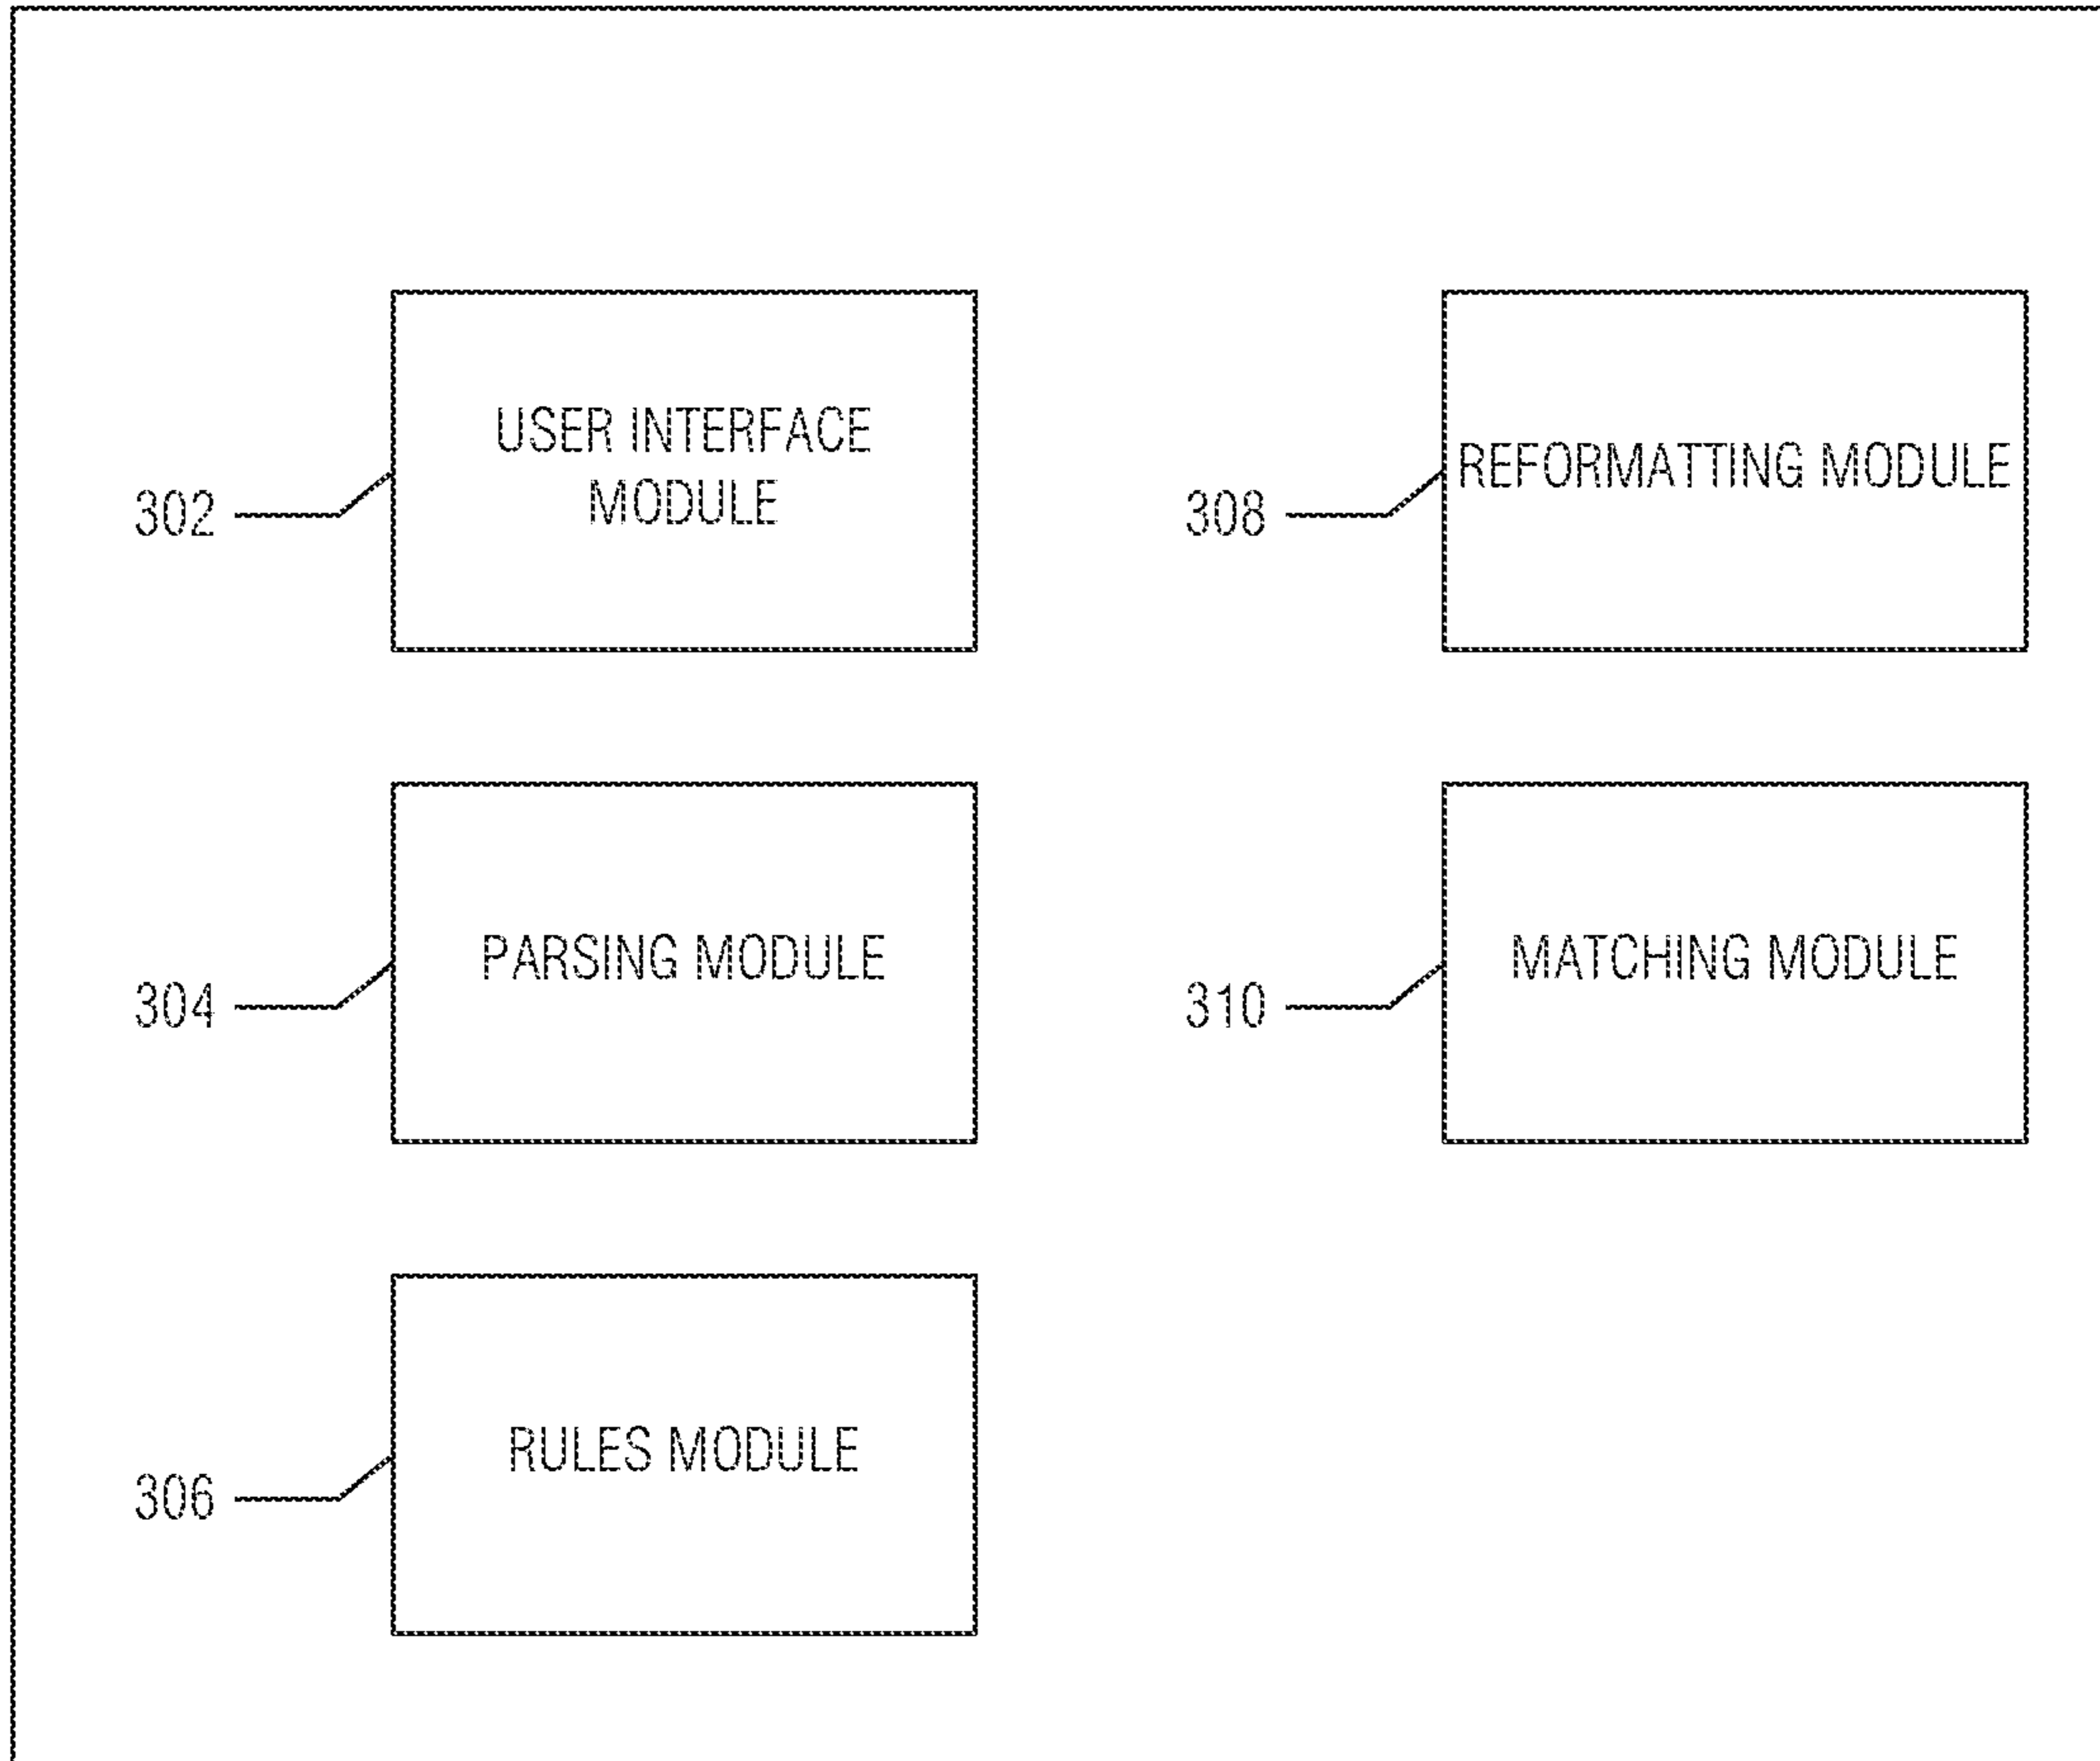 USER INTERFACE
MODULE
302
REFORMATTING MODULE
308
PARSING MODULE
304
MATCHING MODULE
310
RULES MODULE
306